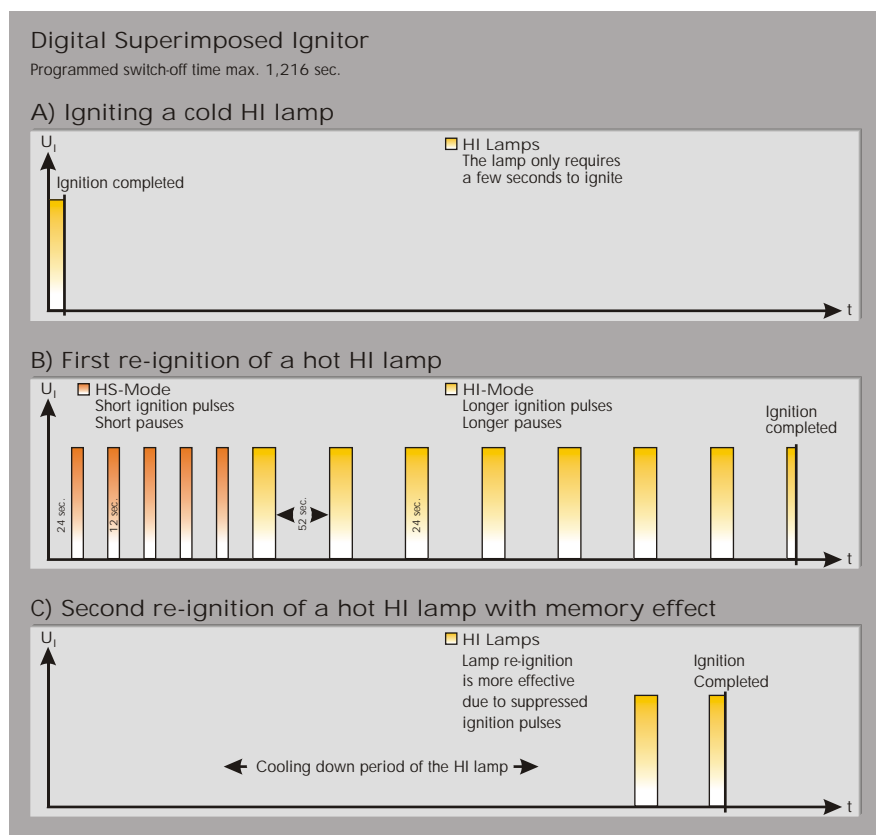 Digital Superimposed Ignitor
Programmed switch-off time max. 1,216 sec.
A) Igniting a cold HI lamp
UI
Ignition completed
HI Lamps
The lamp only requires
a few seconds to ignite
t
B) First re-ignition of a hot HI lamp
UI
HS-Mode
Short ignition pulses
Short pauses
HI-Mode
Longer ignition pulses
Longer pauses
Ignition
completed
24 sec.
12 sec.
52 sec.
24 sec.
t
C) Second re-ignition of a hot HI lamp with memory effect
UI
HI Lamps
Lamp re-ignition
is more effective
due to suppressed
ignition pulses
Ignition
Completed
Cooling down period of the HI lamp
t